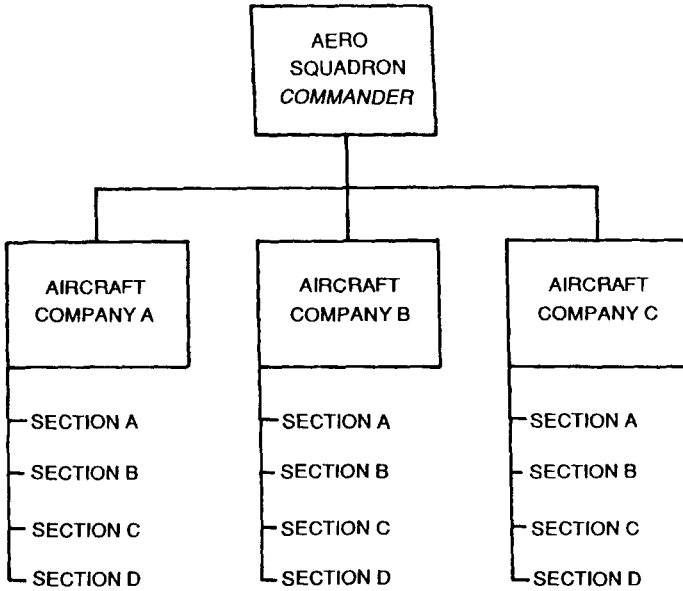 AERO
SQUADRON
COMMANDER
AIRCRAFT
COMPANY A
SECTION A
SECTION B
SECTION C
SECTION D
AIRCRAFT
COMPANY B
SECTION A
SECTION B
SECTION C
SECTION D
AIRCRAFT
COMPANY C
SECTION A
SECTION B
SECTION C
SECTION D